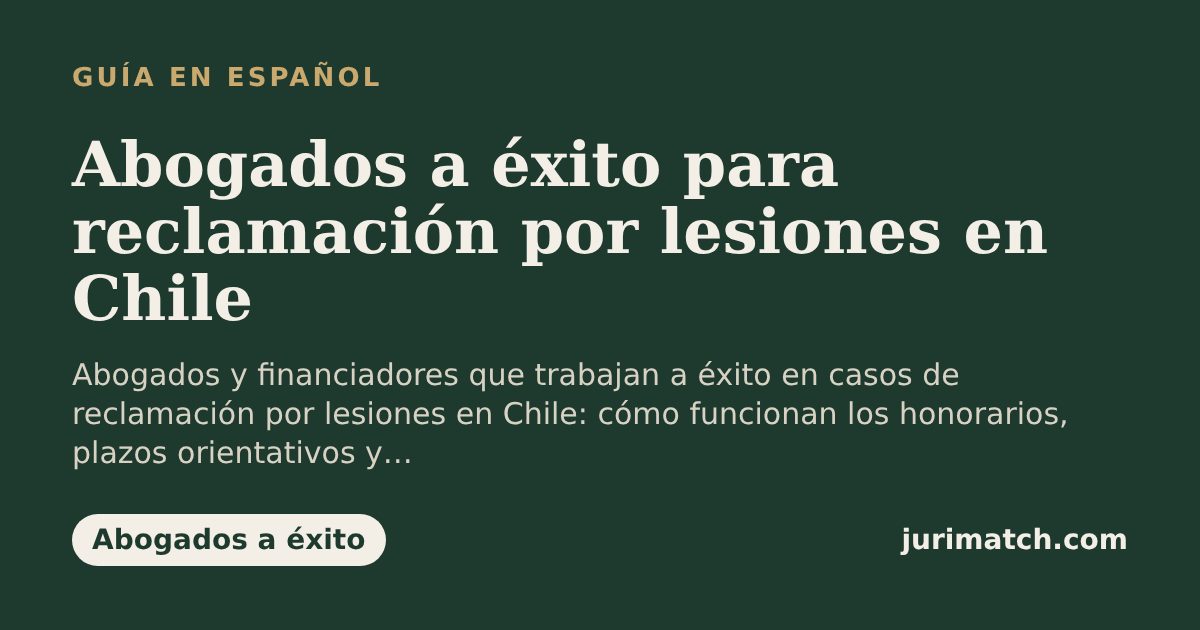 GUÍA EN ESPAÑOL
Abogados a éxito para
reclamación por lesiones en
Chile
Abogados y financiadores que trabajan a éxito en casos de
reclamación por lesiones en Chile: cómo funcionan los honorarios,
plazos orientativos y…
Abogados a éxito
jurimatch.com